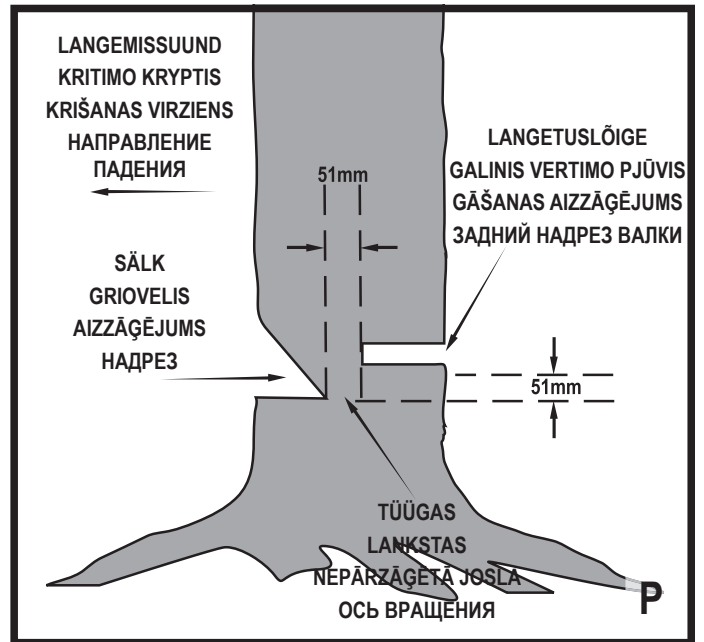 LANGEMISSUUND
KRITIMO KRYPTIS
KRIŠANAS VIRZIENS
НАПРАВЛЕНИЕ
ПАДЕНИЯ
51mm
LANGETUSLÕIGE
GALINIS VERTIMO PJŪVIS
GĀŠANAS AIZZĀĢĒJUMS
ЗАДНИЙ НАДРЕЗ ВАЛКИ
SÄLK
GRIOVELIS
AIZZĀĢĒJUMS
НАДРЕЗ
51mm
TÜÜGAS
LANKSTAS
NEPĀRZĀĢĒTĀ JOSLA
ОСЬ ВРАЩЕНИЯ
P